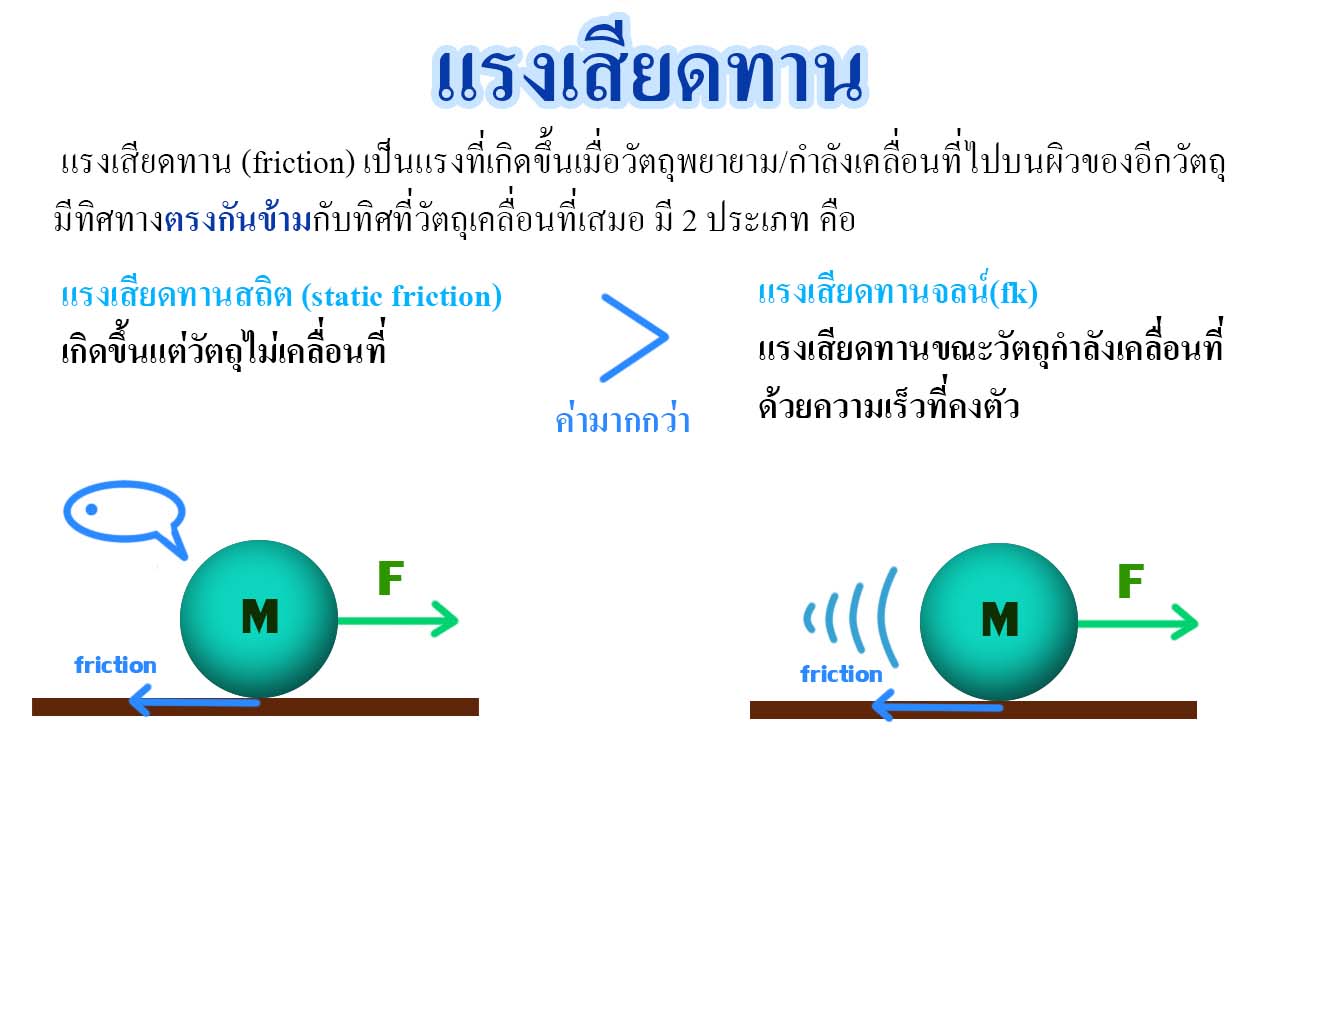 แรงเสียดทาน
แรงเสียดทาน (friction) เป็นแรงที่เกิดขึ้นเมื่อวัตถุพยายาม/กำลังเคลื่อนที่ไปบนผิวของอีกวัตถุ
มีทิศทางตรงกันข้ามกับทิศที่วัตถุเคลื่อนที่เสมอ มี 2 ประเภท คือ
แรงเสียดทานสถิต (static friction)
เกิดขึ้นแต่วัตถุไม่เคลื่อนที่
>
ค่ามากกว่า
แรงเสียดทานจลน์(fk)
แรงเสียดทานขณะวัตถุกำลังเคลื่อนที่
ด้วยความเร็วที่คงตัว
F
M
friction
F
M
friction